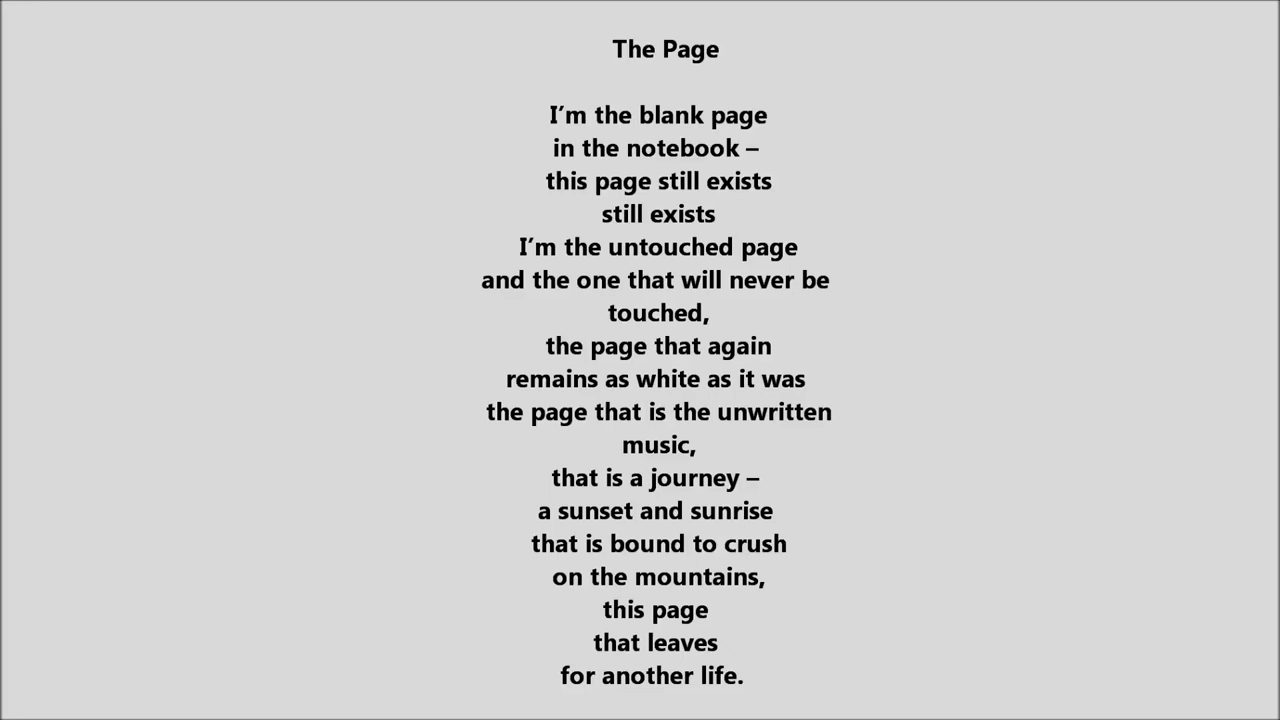 The Page
I’m the blank page
in the notebook –
this page still exists
still exists
I’m the untouched page
and the one that will never be
touched,
the page that again
remains as white as it was
the page that is the unwritten
music,
that is a journey –
a sunset and sunrise
that is bound to crush
on the mountains,
this page
that leaves
for another life.